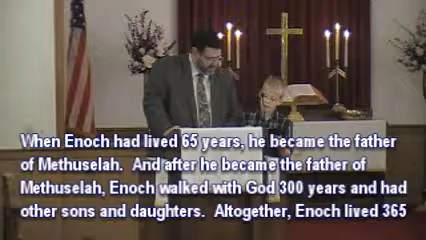 When Enoch had lived 65 years, he became the father
of Methuselah. And after he became the father of
Methuselah, Enoch walked with God 300 years and had
other sons and daughters. Altogether, Enoch lived 365